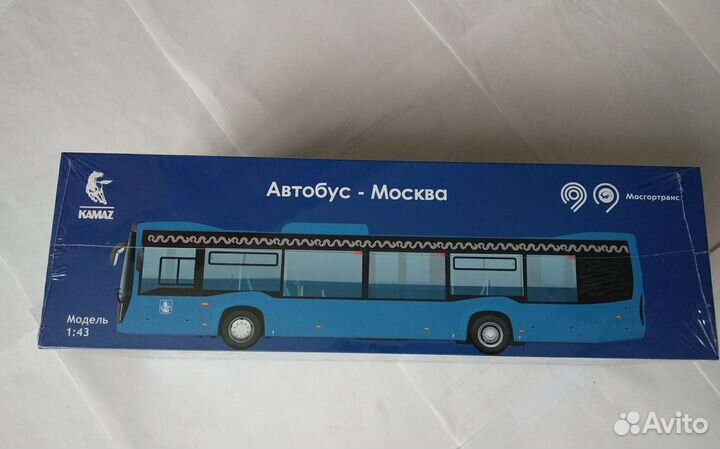 Автобус - Москва
KAMAZ
Мосгортранс
Модель
1:43
Avito